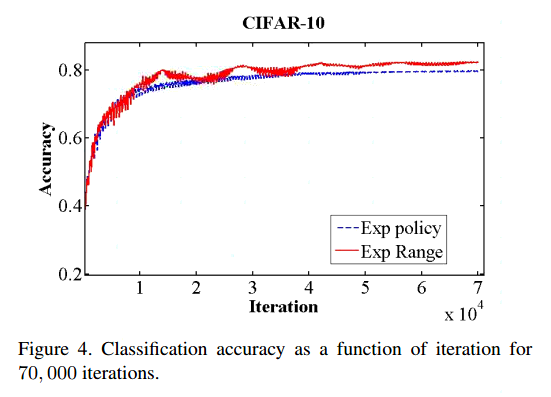 CIFAR-10
Accuracy
0.8
0.6
0.4
0.2
Exp policy
Exp Range
1 2 3 4 5 6 7
Iteration
x 10^4
Figure 4. Classification accuracy as a function of iteration for
70, 000 iterations.